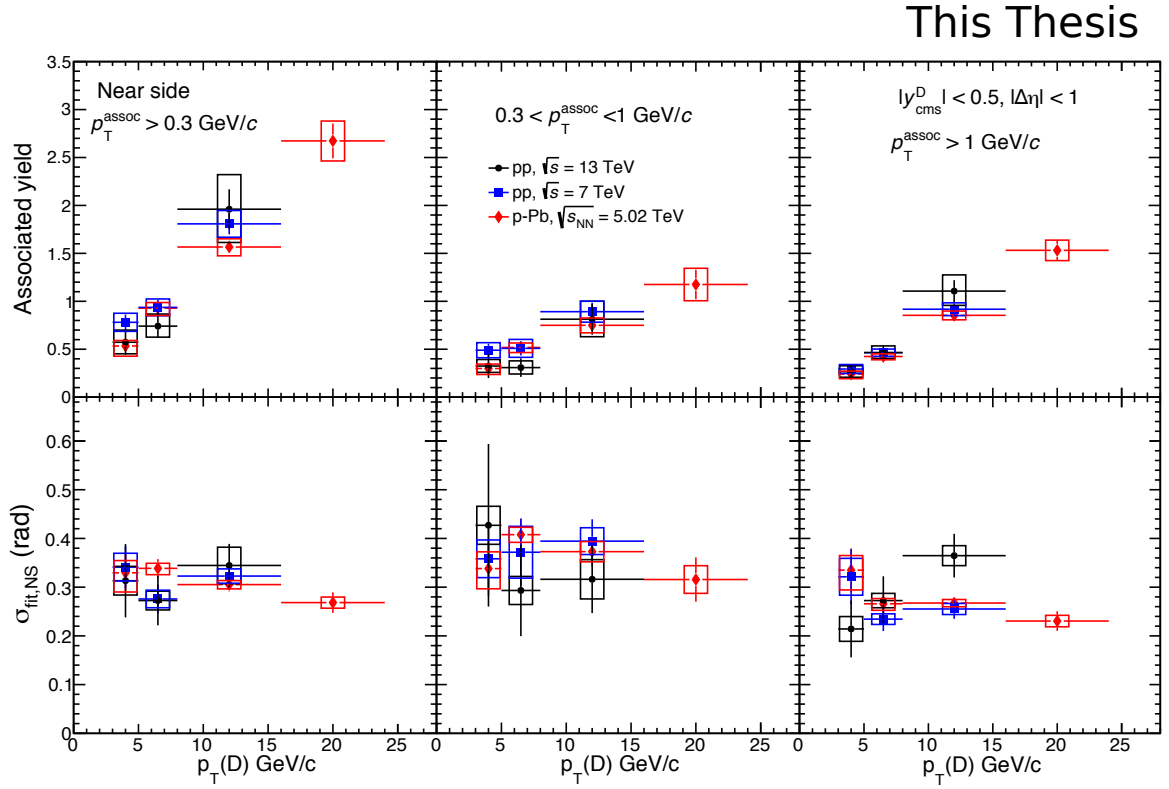 This Thesis
Near side
p_T^assoc > 0.3 GeV/c
0.3 < p_T^assoc <1 GeV/c
|y_cms^D| < 0.5, |Δη| < 1
p_T^assoc > 1 GeV/c
pp, √s = 13 TeV
pp, √s = 7 TeV
p-Pb, √s_NN = 5.02 TeV
Associated yield
3.5
3
2.5
2
1.5
1
0.5
0
σ_fit,NS (rad)
0.6
0.5
0.4
0.3
0.2
0.1
0
0 5 10 15 20 25 0 5 10 15 20 25 0 5 10 15 20 25
p_T(D) GeV/c p_T(D) GeV/c p_T(D) GeV/c